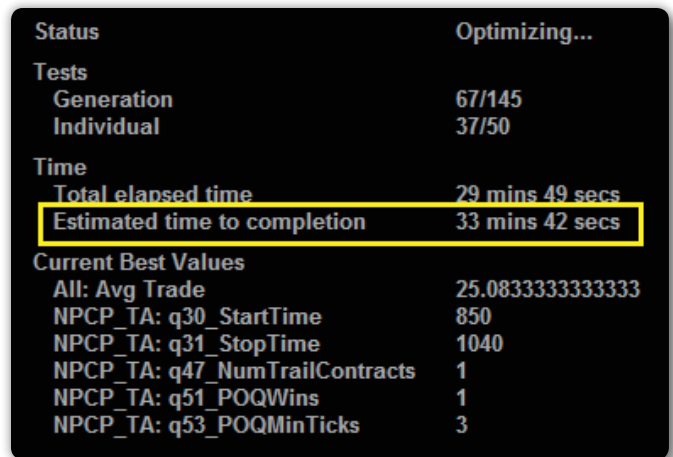 Status Optimizing...
Tests
Generation 67/145
Individual 37/50
Time
Total elapsed time 29 mins 49 secs
Estimated time to completion 33 mins 42 secs
Current Best Values
All: Avg Trade 25.0833333333333
NPCP_TA: q30_StartTime 850
NPCP_TA: q31_StopTime 1040
NPCP_TA: q47_NumTrailContracts 1
NPCP_TA: q51_POQWins 1
NPCP_TA: q53_POQMinTicks 3